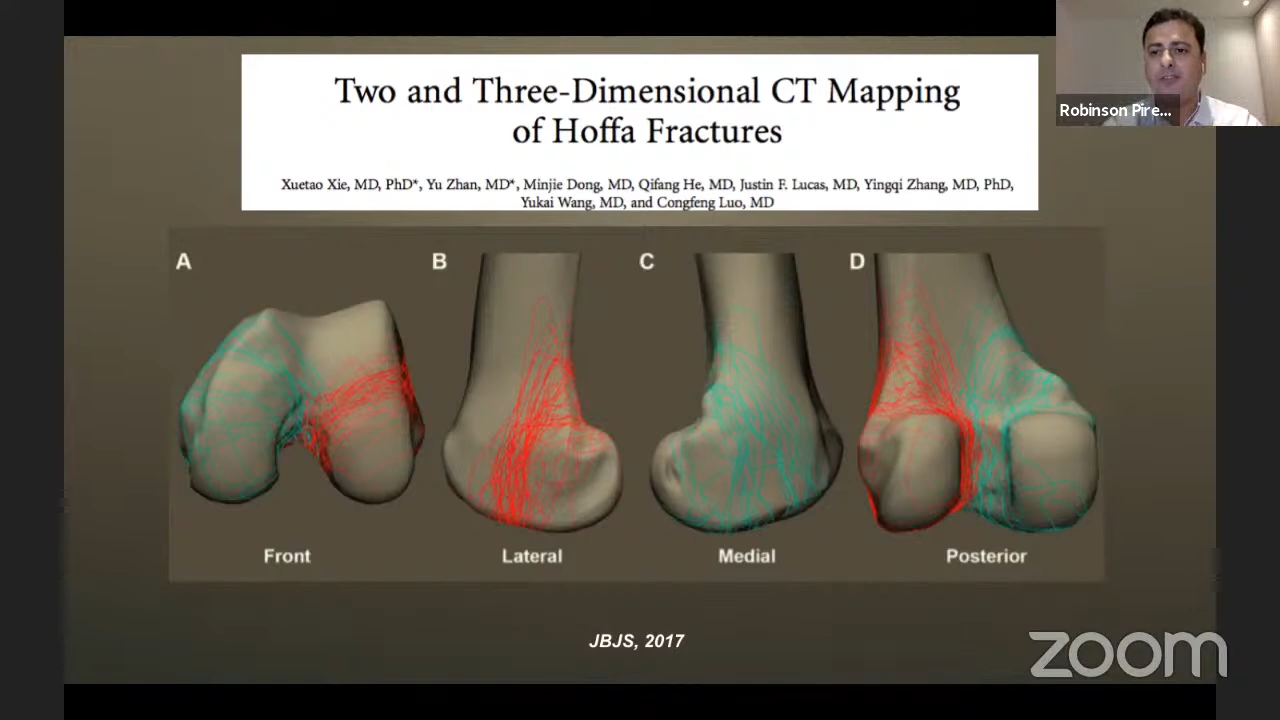 Two and Three-Dimensional CT Mapping
of Hoffa Fractures
Xuetao Xie, MD, PhD*, Yu Zhan, MD*, Minjie Dong, MD, Qifang He, MD, Justin F. Lucas, MD, Yingqi Zhang, MD, PhD,
Yukai Wang, MD, and Congfeng Luo, MD
Robinson Pire...
A
B
C
D
Front
Lateral
Medial
Posterior
JBJS, 2017
zoom